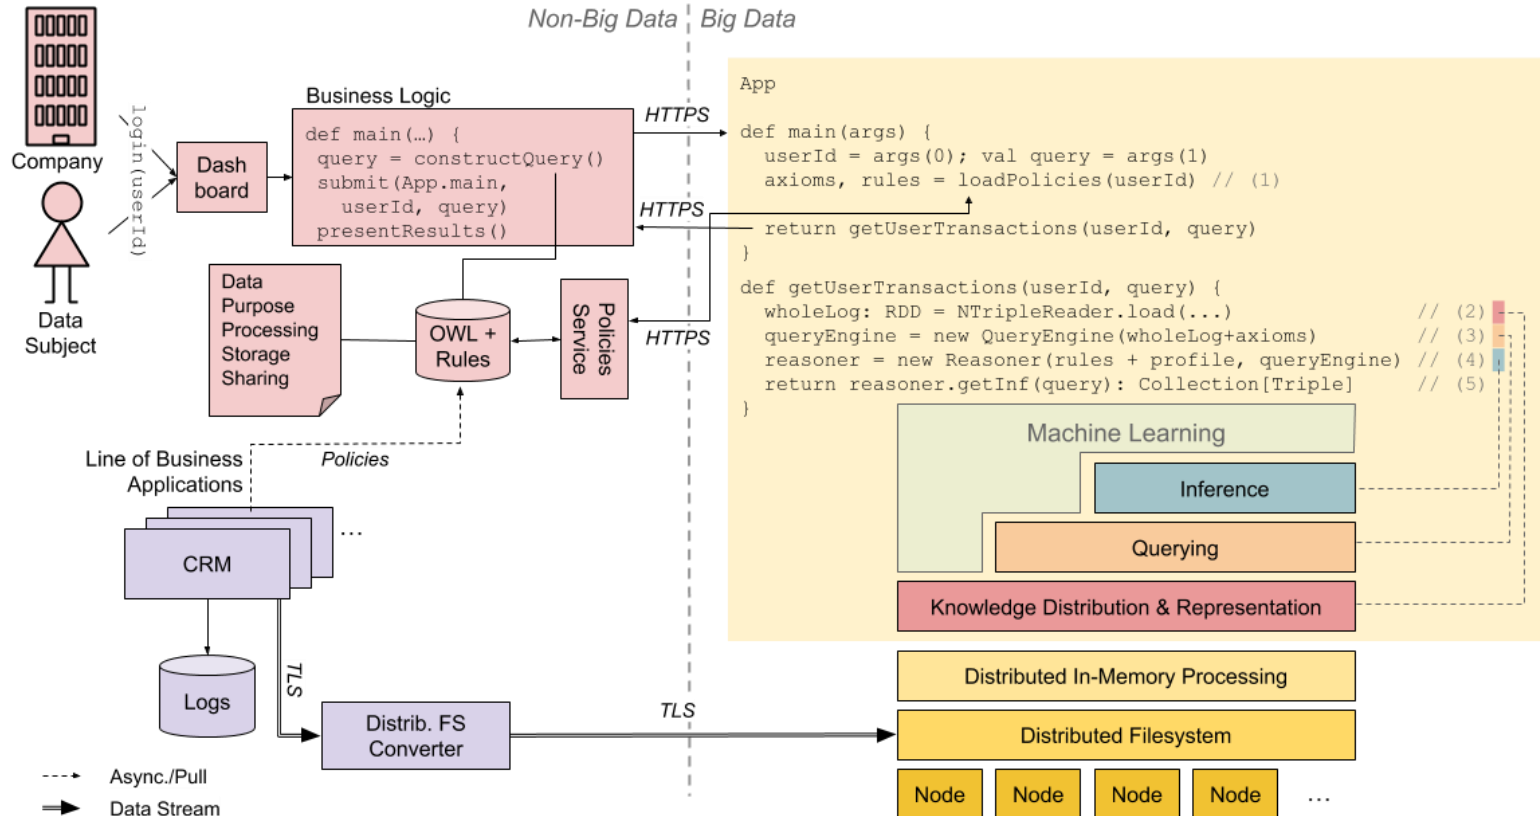 Non-Big Data
Big Data
Company
login(userId)
Data
Subject
Dash
board
Business Logic
def main(…) {
query = constructQuery()
submit(App.main,
userId, query)
presentResults()
HTTPS
HTTPS
HTTPS
Data
Purpose
Processing
Storage
Sharing
OWL +
Rules
Policies
Service
Policies
Line of Business
Applications
CRM
...
Logs
TLS
Distrib. FS
Converter
TLS
Async./Pull
Data Stream
App
def main(args) {
userId = args(0); val query = args(1)
axioms, rules = loadPolicies(userId) // (1)
return getUserTransactions(userId, query)
}
def getUserTransactions(userId, query) {
wholeLog: RDD = NTripleReader.load(...) // (2)
queryEngine = new QueryEngine(wholeLog+axioms) // (3)
reasoner = new Reasoner(rules + profile, queryEngine) // (4)
return reasoner.getInf(query): Collection[Triple] // (5)
}
Machine Learning
Inference
Querying
Knowledge Distribution & Representation
Distributed In-Memory Processing
Distributed Filesystem
Node Node Node Node ...